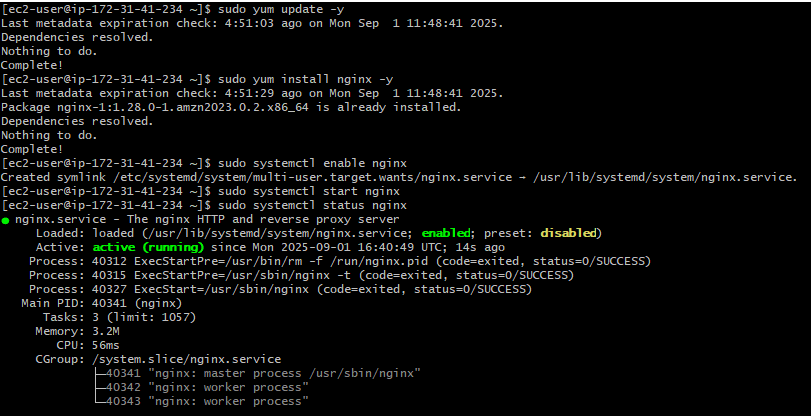 [ec2-user@ip-172-31-41-234 ~]$ sudo yum update -y
Last metadata expiration check: 4:51:03 ago on Mon Sep  1 11:48:41 2025.
Dependencies resolved.
Nothing to do.
Complete!
[ec2-user@ip-172-31-41-234 ~]$ sudo yum install nginx -y
Last metadata expiration check: 4:51:29 ago on Mon Sep  1 11:48:41 2025.
Package nginx-1:1.28.0-1.amzn2023.0.2.x86_64 is already installed.
Dependencies resolved.
Nothing to do.
Complete!
[ec2-user@ip-172-31-41-234 ~]$ sudo systemctl enable nginx
Created symlink /etc/systemd/system/multi-user.target.wants/nginx.service → /usr/lib/systemd/system/nginx.service.
[ec2-user@ip-172-31-41-234 ~]$ sudo systemctl start nginx
[ec2-user@ip-172-31-41-234 ~]$ sudo systemctl status nginx
● nginx.service - The nginx HTTP and reverse proxy server
     Loaded: loaded (/usr/lib/systemd/system/nginx.service; enabled; preset: disabled)
     Active: active (running) since Mon 2025-09-01 16:40:49 UTC; 14s ago
    Process: 40312 ExecStartPre=/usr/bin/rm -f /run/nginx.pid (code=exited, status=0/SUCCESS)
    Process: 40315 ExecStartPre=/usr/sbin/nginx -t (code=exited, status=0/SUCCESS)
    Process: 40327 ExecStart=/usr/sbin/nginx (code=exited, status=0/SUCCESS)
   Main PID: 40341 (nginx)
      Tasks: 3 (limit: 1057)
     Memory: 3.2M
        CPU: 56ms
     CGroup: /system.slice/nginx.service
             ├─40341 "nginx: master process /usr/sbin/nginx"
             ├─40342 "nginx: worker process"
             └─40343 "nginx: worker process"